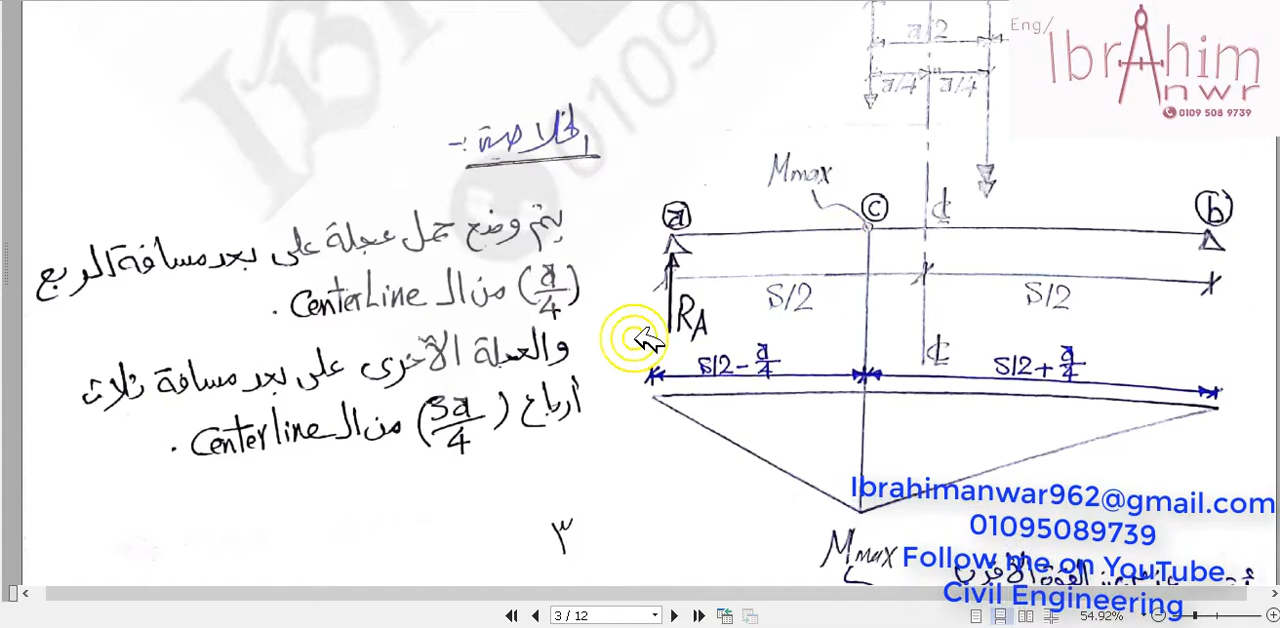 a/2
a/4 a/4
Eng/
Ibrahim
Anwr
0109 508 9739
الخلاصة :-
يتم وضع حمل عجلة على بعد مسافة الربع
(a/4) من الـ Centerline .
والعجلة الأخرى على بعد مسافة ثلاث
أرباع (3a/4) من الـ Centerline .
٣
Mmax
a c ℄ b
S/2 S/2
RA
℄
S/2 - a/4 S/2 + a/4
Mmax
Ibrahimanwar962@gmail.com
01095089739
Follow me on YouTube
Civil Engineering
0109
3 / 12
54.92%